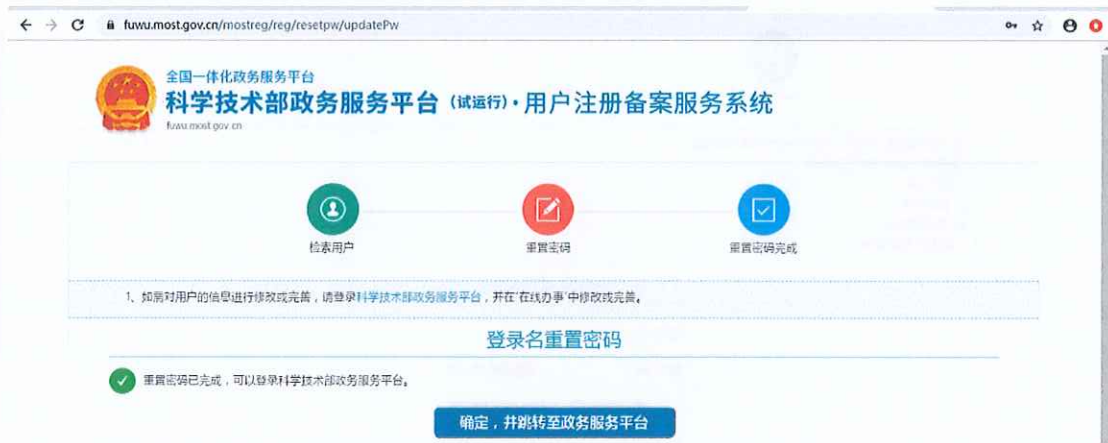 fuwu.most.gov.cn/mostreg/reg/resetpw/updatePw
全国一体化政务服务平台
科学技术部政务服务平台（试运行）·用户注册备案服务系统
fuwu.most.gov.cn
检索用户
重置密码
重置密码完成
1、如需对用户的信息进行修改或完善，请登录科学技术部政务服务平台，并在"在线办事"中修改或完善。
登录名重置密码
重置密码已完成，可以登录科学技术部政务服务平台。
确定，并跳转至政务服务平台